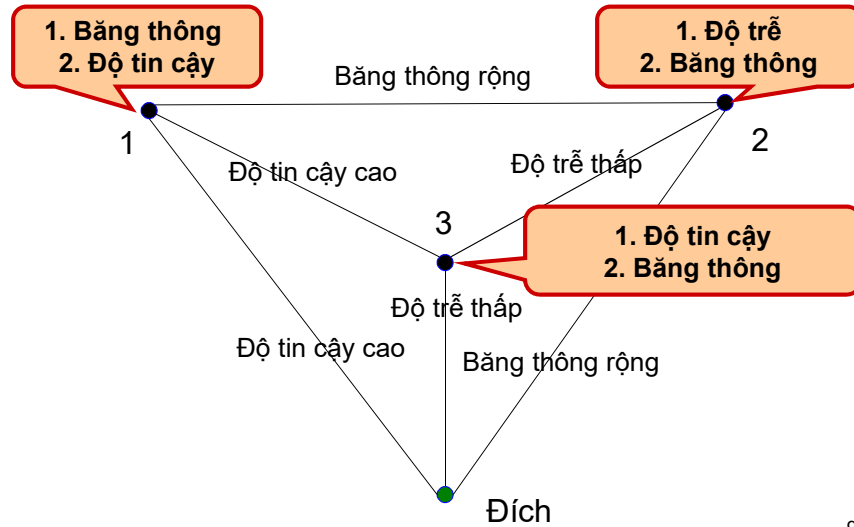 1. Băng thông
2. Độ tin cậy
1. Độ trễ
2. Băng thông
Băng thông rộng
1
2
Độ tin cậy cao
Độ trễ thấp
3
1. Độ tin cậy
2. Băng thông
Độ trễ thấp
Độ tin cậy cao
Băng thông rộng
Đích